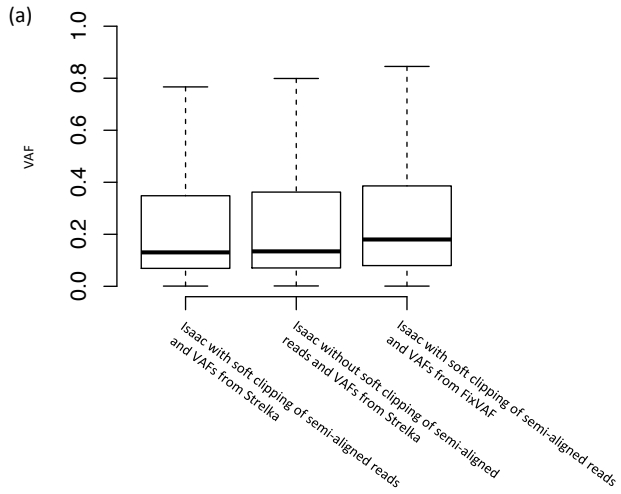 (a)
VAF
1.0
0.8
0.6
0.4
0.2
0.0
Isaac with soft clipping of semi-aligned reads
and VAFs from Strelka
Isaac without soft clipping of semi-aligned
reads and VAFs from Strelka
Isaac with soft clipping of semi-aligned reads
and VAFs from FixVAF